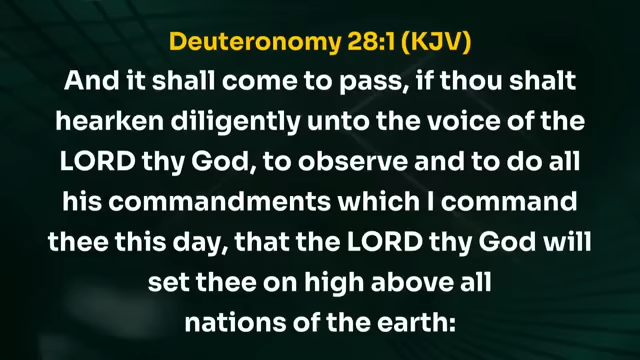 Deuteronomy 28:1 (KJV)
And it shall come to pass, if thou shalt
hearken diligently unto the voice of the
LORD thy God, to observe and to do all
his commandments which I command
thee this day, that the LORD thy God will
set thee on high above all
nations of the earth: